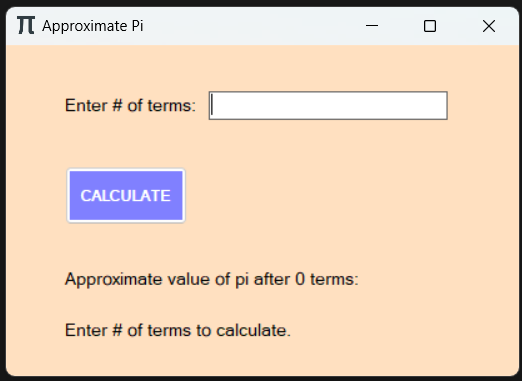 Approximate Pi
Enter # of terms:
CALCULATE
Approximate value of pi after 0 terms:
Enter # of terms to calculate.